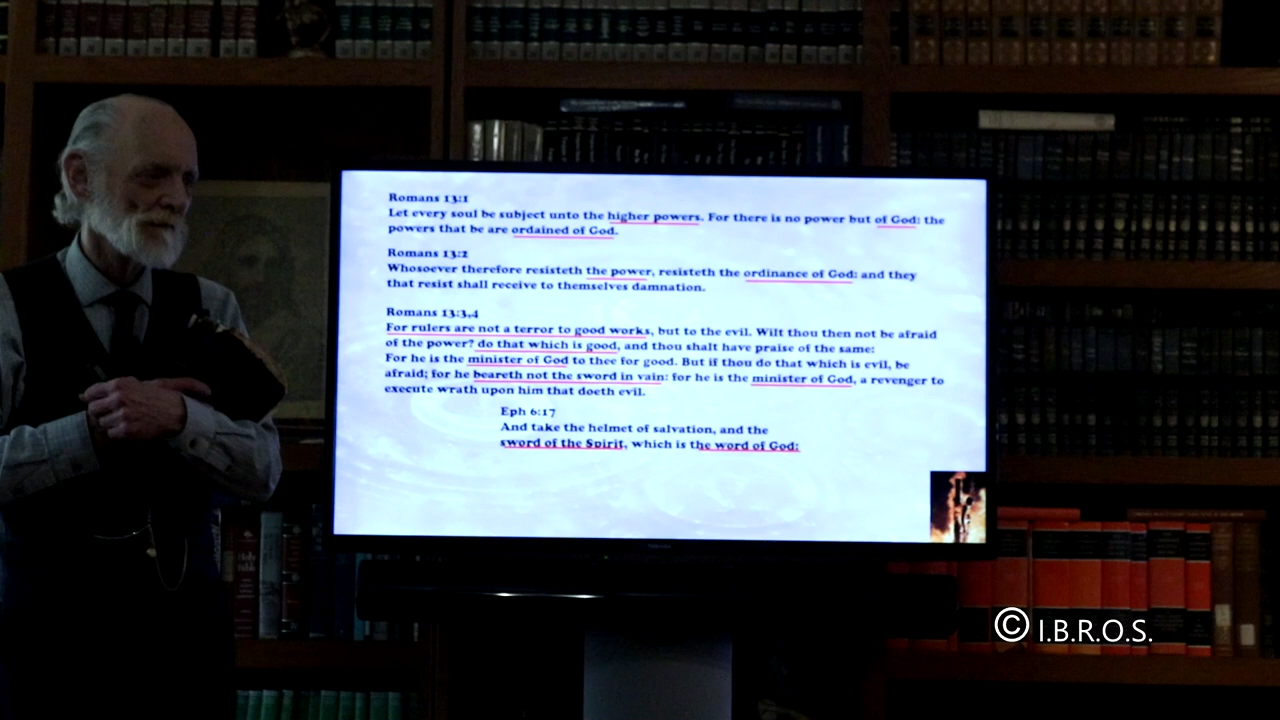 Romans 13:1
Let every soul be subject unto the higher powers. For there is no power but of God: the
powers that be are ordained of God.
Romans 13:2
Whosoever therefore resisteth the power, resisteth the ordinance of God: and they
that resist shall receive to themselves damnation.
Romans 13:3,4
For rulers are not a terror to good works, but to the evil. Wilt thou then not be afraid
of the power? do that which is good, and thou shalt have praise of the same:
For he is the minister of God to thee for good. But if thou do that which is evil, be
afraid; for he beareth not the sword in vain: for he is the minister of God, a revenger to
execute wrath upon him that doeth evil.
Eph 6:17
And take the helmet of salvation, and the
sword of the Spirit, which is the word of God:
Holy
Bible
© I.B.R.O.S.